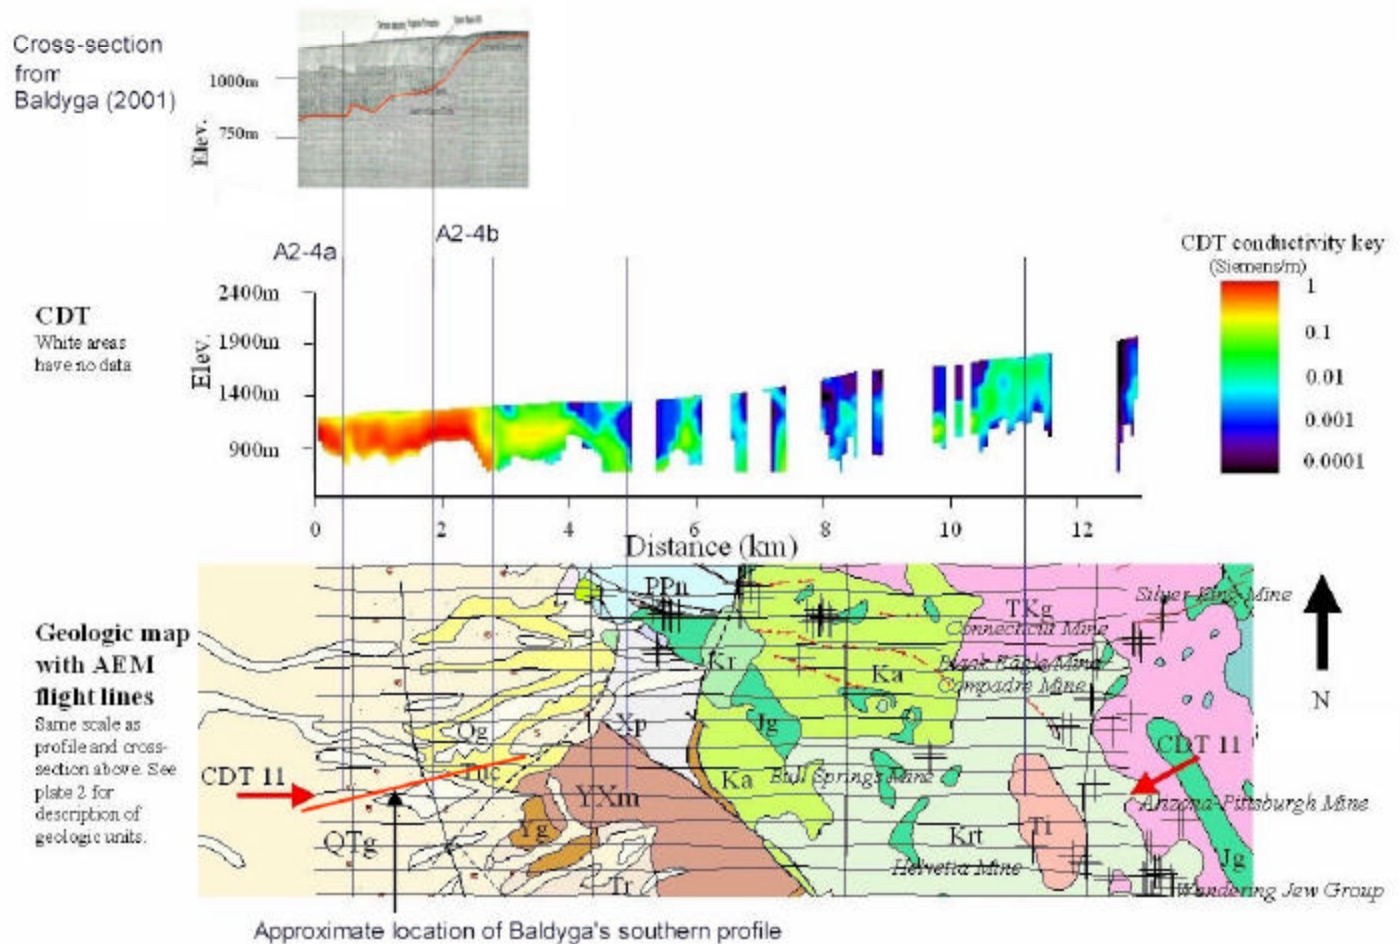 Cross-section
from
Baldyga (2001)
Elev.
1000m
750m
A2-4a
A2-4b
CDT
White areas
have no data
Elev.
2400m
1900m
1400m
900m
0 2 4 6 8 10 12
Distance (km)
CDT conductivity key
(Siemens/m)
1
0.1
0.01
0.001
0.0001
Geologic map
with AEM
flight lines
Same scale as
profile and cross-
section above. See
plate 2 for
description of
geologic units.
CDT 11
PPn
TKg
Silver King Mine
Connecticut Mine
Kr
Ka
Black Eagle Mine
Compadre Mine
Qg
Xp
Jg
CDT 11
Ka
Bull Springs Mine
YXm
Arizona-Pittsburgh Mine
QTg
Yg
Krt
Ti
Helvetia Mine
Tr
Jg
Wandering Jew Group
N
Approximate location of Baldyga's southern profile